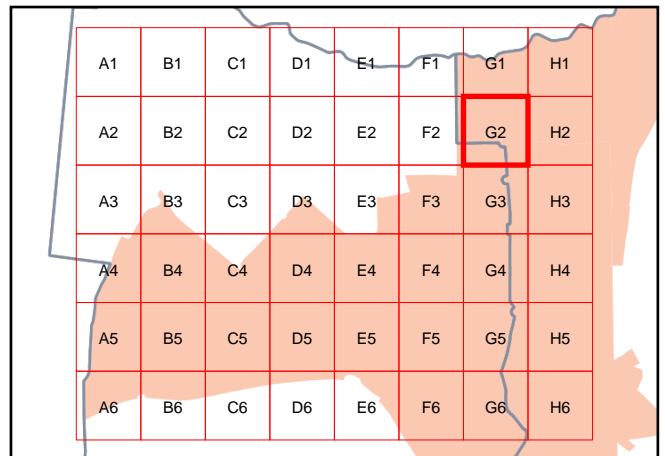 A1 B1 C1 D1 E1 F1 G1 H1
A2 B2 C2 D2 E2 F2 G2 H2
A3 B3 C3 D3 E3 F3 G3 H3
A4 B4 C4 D4 E4 F4 G4 H4
A5 B5 C5 D5 E5 F5 G5 H5
A6 B6 C6 D6 E6 F6 G6 H6